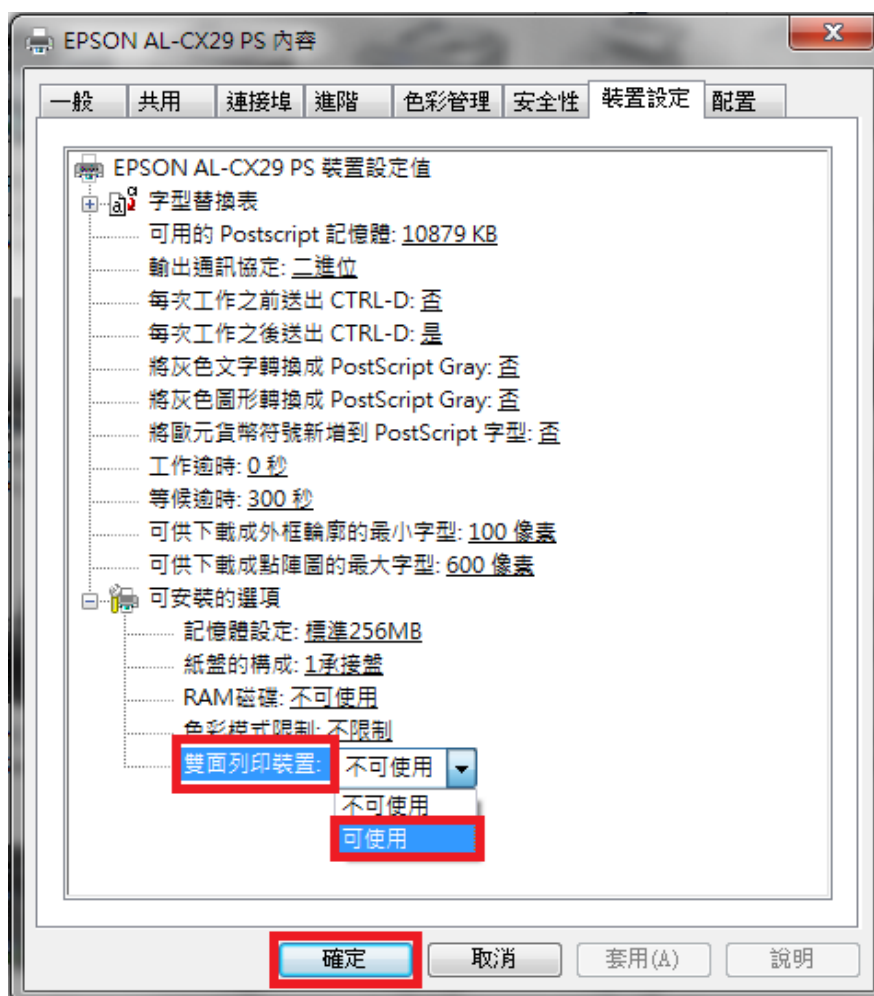 EPSON AL-CX29 PS 內容
一般 共用 連接埠 進階 色彩管理 安全性 裝置設定 配置
EPSON AL-CX29 PS 裝置設定值
字型替換表
可用的 Postscript 記憶體: 10879 KB
輸出通訊協定: 二進位
每次工作之前送出 CTRL-D: 否
每次工作之後送出 CTRL-D: 是
將灰色文字轉換成 PostScript Gray: 否
將灰色圖形轉換成 PostScript Gray: 否
將歐元貨幣符號新增到 PostScript 字型: 否
工作逾時: 0 秒
等候逾時: 300 秒
可供下載成外框輪廓的最小字型: 100 像素
可供下載成點陣圖的最大字型: 600 像素
可安裝的選項
記憶體設定: 標準256MB
紙盤的構成: 1承接盤
RAM磁碟: 不可使用
色彩模式限制: 不限制
雙面列印裝置: 不可使用
不可使用
可使用
確定 取消 套用(A) 說明